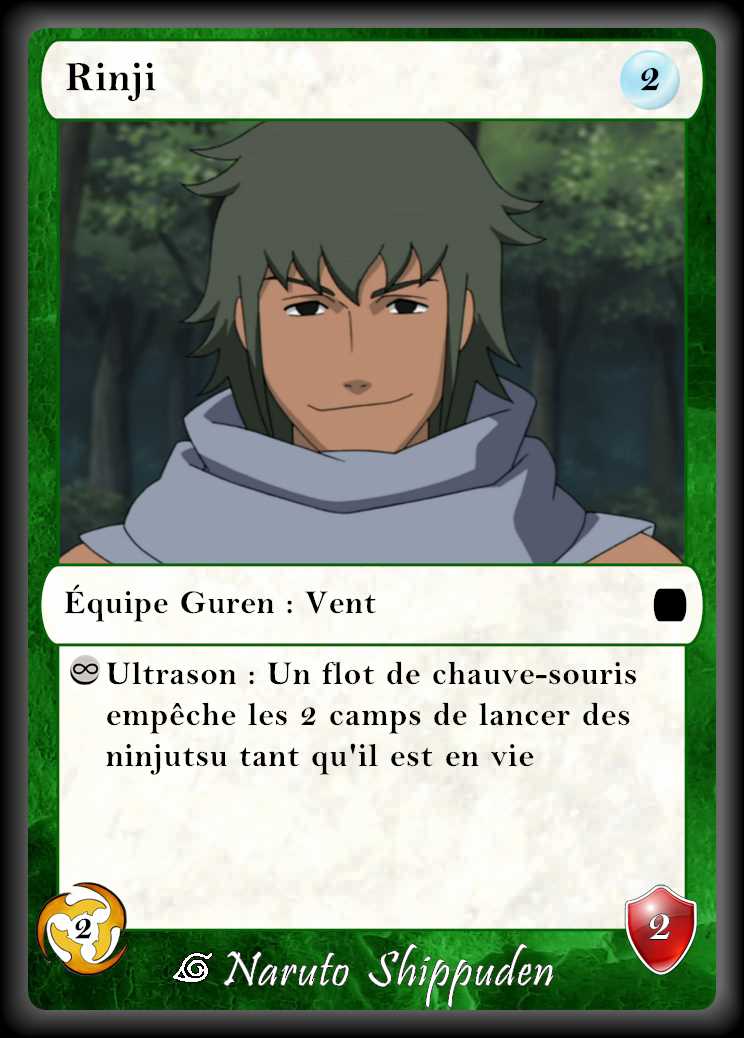 Rinji
2
Équipe Guren : Vent
Ultrason : Un flot de chauve-souris
empêche les 2 camps de lancer des
ninjutsu tant qu'il est en vie
2
2
Naruto Shippuden